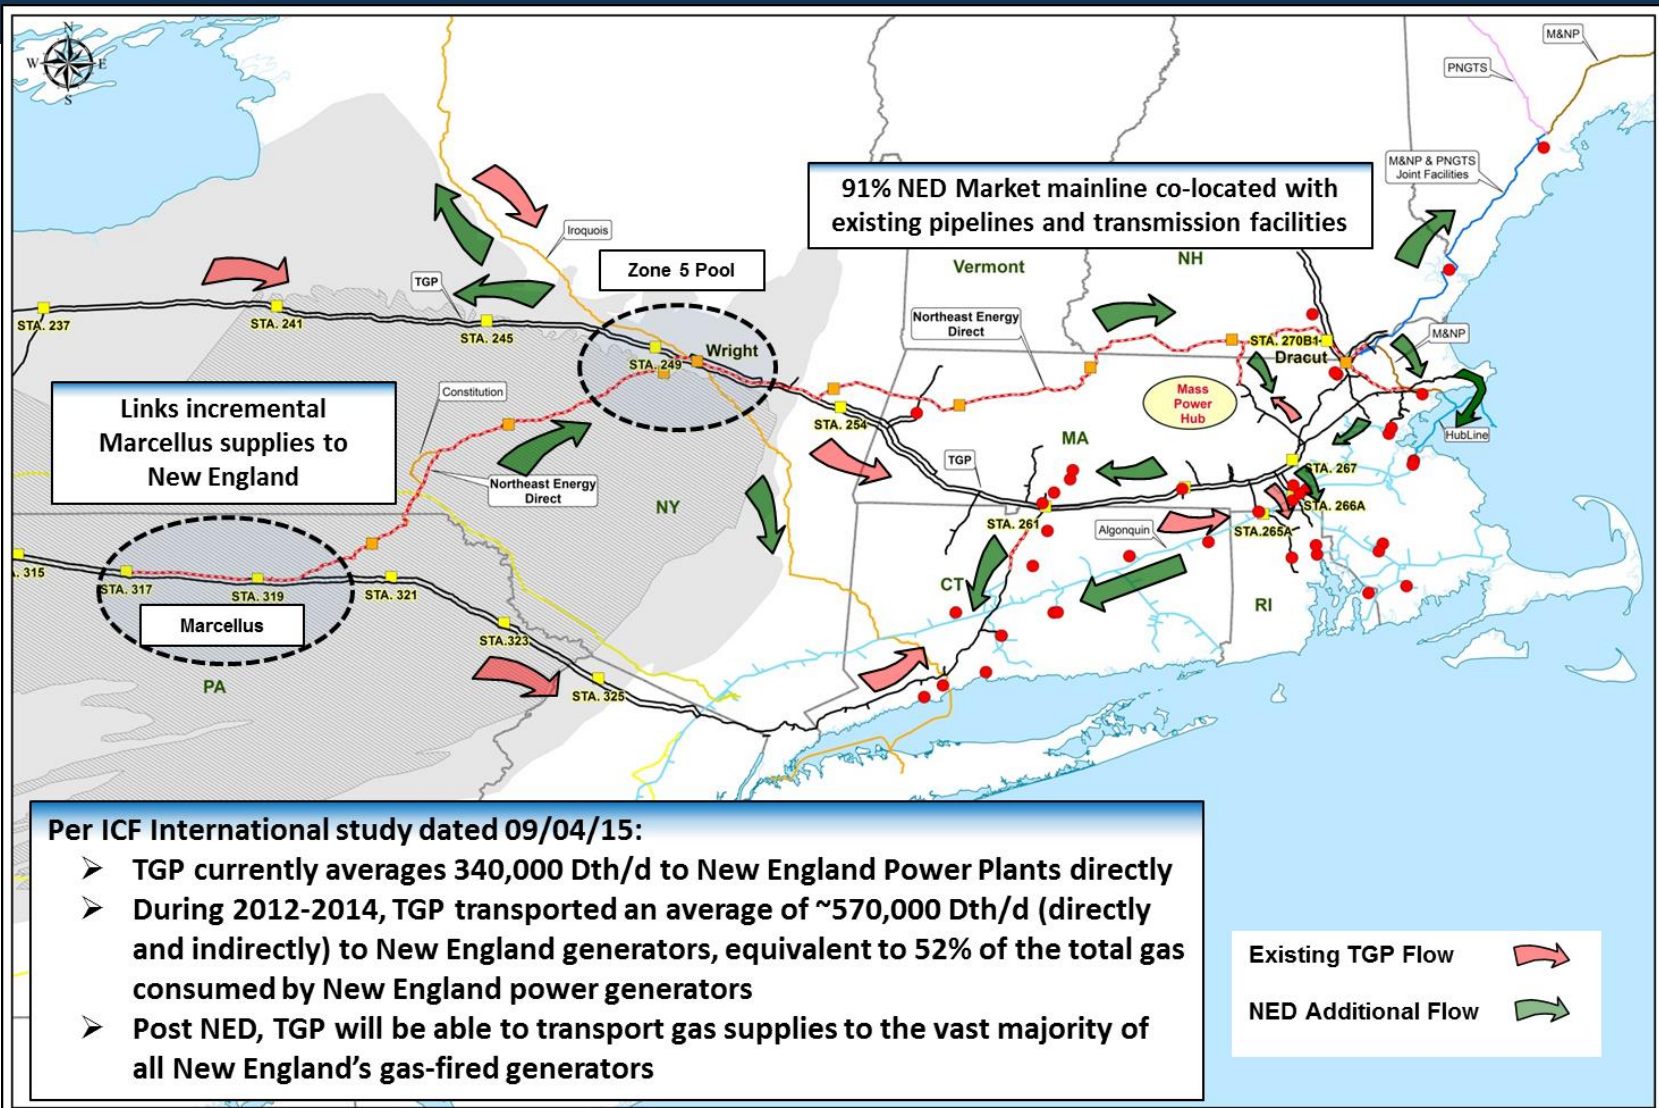 N
W
E
S
M&NP
PNGTS
M&NP & PNGTS
Joint Facilities
91% NED Market mainline co-located with
existing pipelines and transmission facilities
Iroquois
Zone 5 Pool
Vermont
NH
TGP
Northeast Energy
Direct
STA. 237
STA. 241
STA. 245
STA. 249
Wright
STA. 270B1
Dracut
M&NP
Links incremental
Marcellus supplies to
New England
Constitution
Mass
Power
Hub
STA. 254
MA
HubLine
TGP
STA. 267
Northeast Energy
Direct
NY
STA. 266A
STA. 261
Algonquin
STA.265A
. 315
STA. 317
STA. 319
STA. 321
CT
RI
Marcellus
STA.323
PA
STA. 325
Per ICF International study dated 09/04/15:
➢ TGP currently averages 340,000 Dth/d to New England Power Plants directly
➢ During 2012-2014, TGP transported an average of ~570,000 Dth/d (directly
and indirectly) to New England generators, equivalent to 52% of the total gas
consumed by New England power generators
➢ Post NED, TGP will be able to transport gas supplies to the vast majority of
all New England’s gas-fired generators
Existing TGP Flow
NED Additional Flow